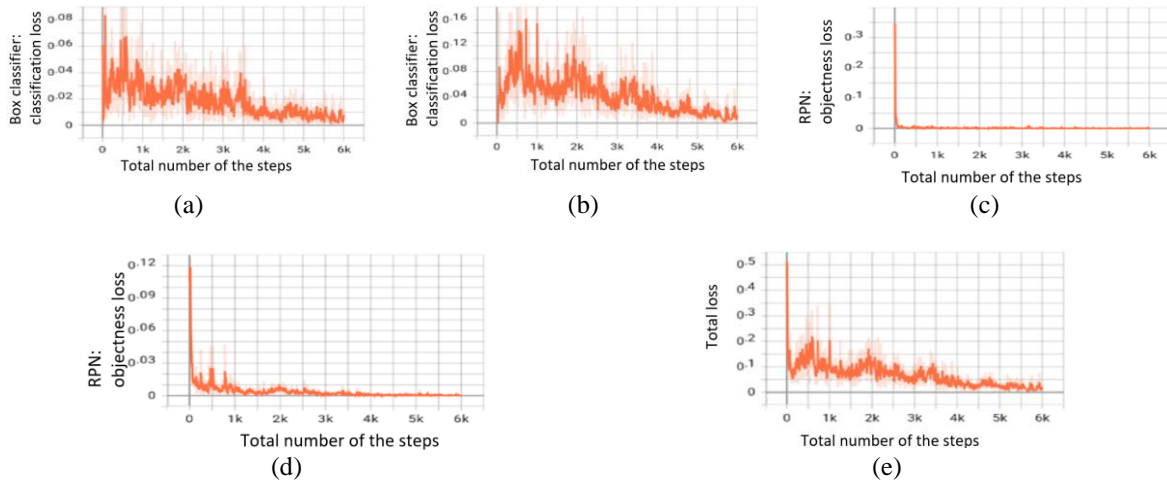 Box classifier:
classification loss
0.08
0.06
0.04
0.02
0
0 1k 2k 3k 4k 5k 6k
Total number of the steps
(a)
Box classifier:
classification loss
0.16
0.12
0.08
0.04
0
0 1k 2k 3k 4k 5k 6k
Total number of the steps
(b)
RPN:
objectness loss
0.3
0.2
0.1
0
0 1k 2k 3k 4k 5k 6k
Total number of the steps
(c)
RPN:
objectness loss
0.12
0.09
0.06
0.03
0
0 1k 2k 3k 4k 5k 6k
Total number of the steps
(d)
Total loss
0.5
0.4
0.3
0.2
0.1
0
0 1k 2k 3k 4k 5k 6k
Total number of the steps
(e)